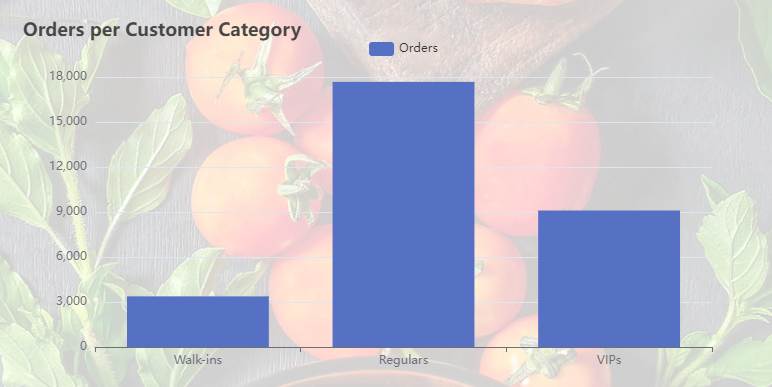 Orders per Customer Category
Orders
18,000
15,000
12,000
9,000
6,000
3,000
0
Walk-ins Regulars VIPs